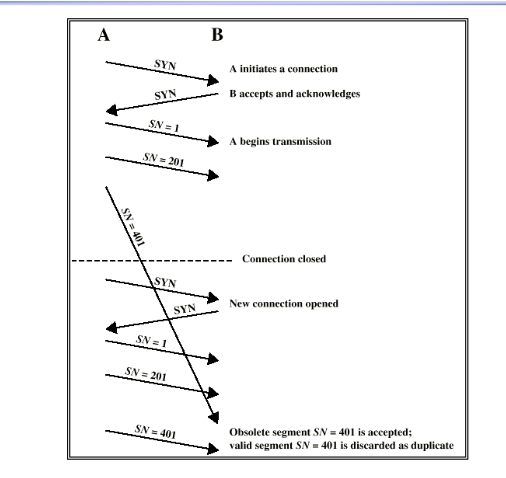 A B
SYN
A initiates a connection
SYN
B accepts and acknowledges
SN = 1
A begins transmission
SN = 201
SN = 401
Connection closed
SYN
New connection opened
SYN
SN = 1
SN = 201
SN = 401
Obsolete segment SN = 401 is accepted;
valid segment SN = 401 is discarded as duplicate